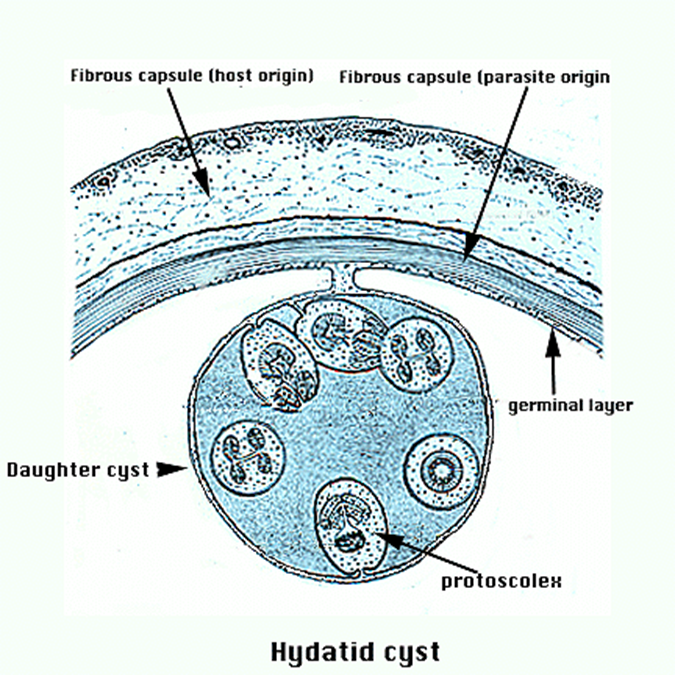 Fibrous capsule (host origin)
Fibrous capsule (parasite origin
germinal layer
Daughter cyst
protoscolex
Hydatid cyst